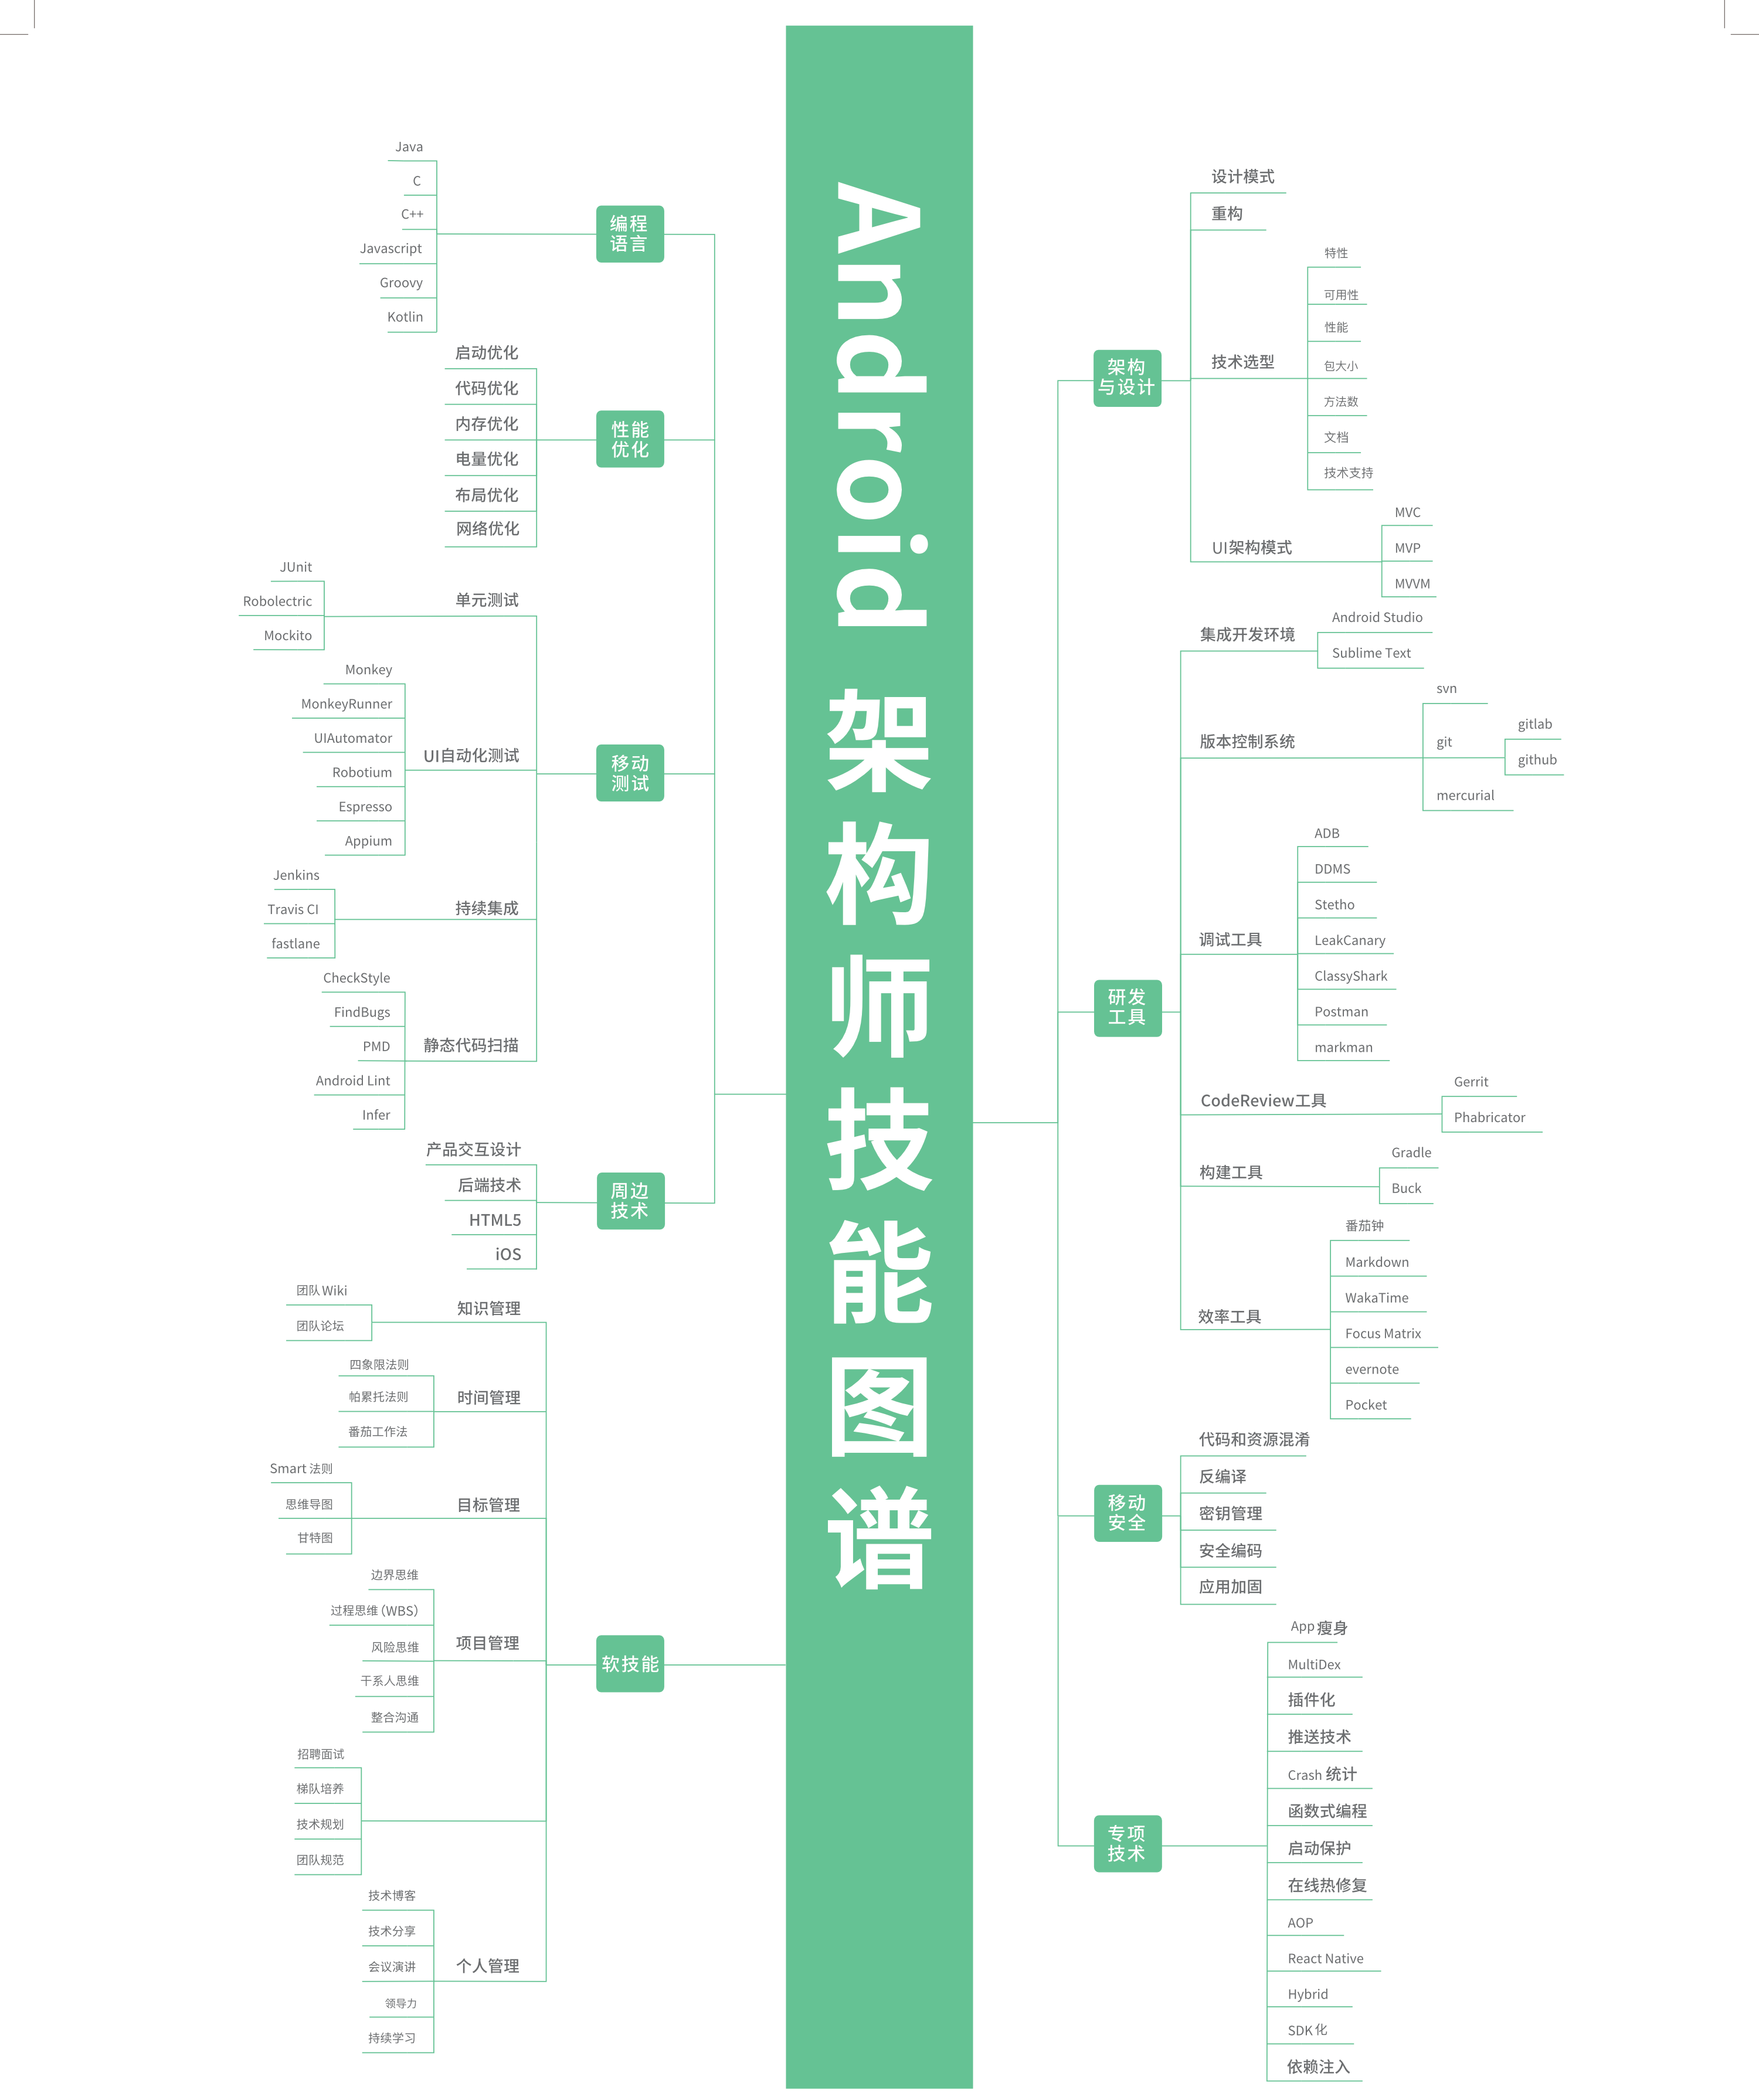 Android 架构师技能图谱
编程
语言
Java
C
C++
Javascript
Groovy
Kotlin
性能
优化
启动优化
代码优化
内存优化
电量优化
布局优化
网络优化
移动
测试
单元测试
JUnit
Robolectric
Mockito
UI自动化测试
Monkey
MonkeyRunner
UIAutomator
Robotium
Espresso
Appium
持续集成
Jenkins
Travis CI
fastlane
静态代码扫描
CheckStyle
FindBugs
PMD
Android Lint
Infer
周边
技术
产品交互设计
后端技术
HTML5
iOS
软技能
知识管理
团队 Wiki
团队论坛
时间管理
四象限法则
帕累托法则
番茄工作法
目标管理
Smart 法则
思维导图
甘特图
项目管理
边界思维
过程思维（WBS）
风险思维
干系人思维
整合沟通
招聘面试
梯队培养
技术规划
团队规范
个人管理
技术博客
技术分享
会议演讲
领导力
持续学习
架构
与设计
设计模式
重构
技术选型
特性
可用性
性能
包大小
方法数
文档
技术支持
UI架构模式
MVC
MVP
MVVM
研发
工具
集成开发环境
Android Studio
Sublime Text
版本控制系统
svn
git
gitlab
github
mercurial
调试工具
ADB
DDMS
Stetho
LeakCanary
ClassyShark
Postman
markman
CodeReview工具
Gerrit
Phabricator
构建工具
Gradle
Buck
效率工具
番茄钟
Markdown
WakaTime
Focus Matrix
evernote
Pocket
移动
安全
代码和资源混淆
反编译
密钥管理
安全编码
应用加固
专项
技术
App 瘦身
MultiDex
插件化
推送技术
Crash 统计
函数式编程
启动保护
在线热修复
AOP
React Native
Hybrid
SDK 化
依赖注入